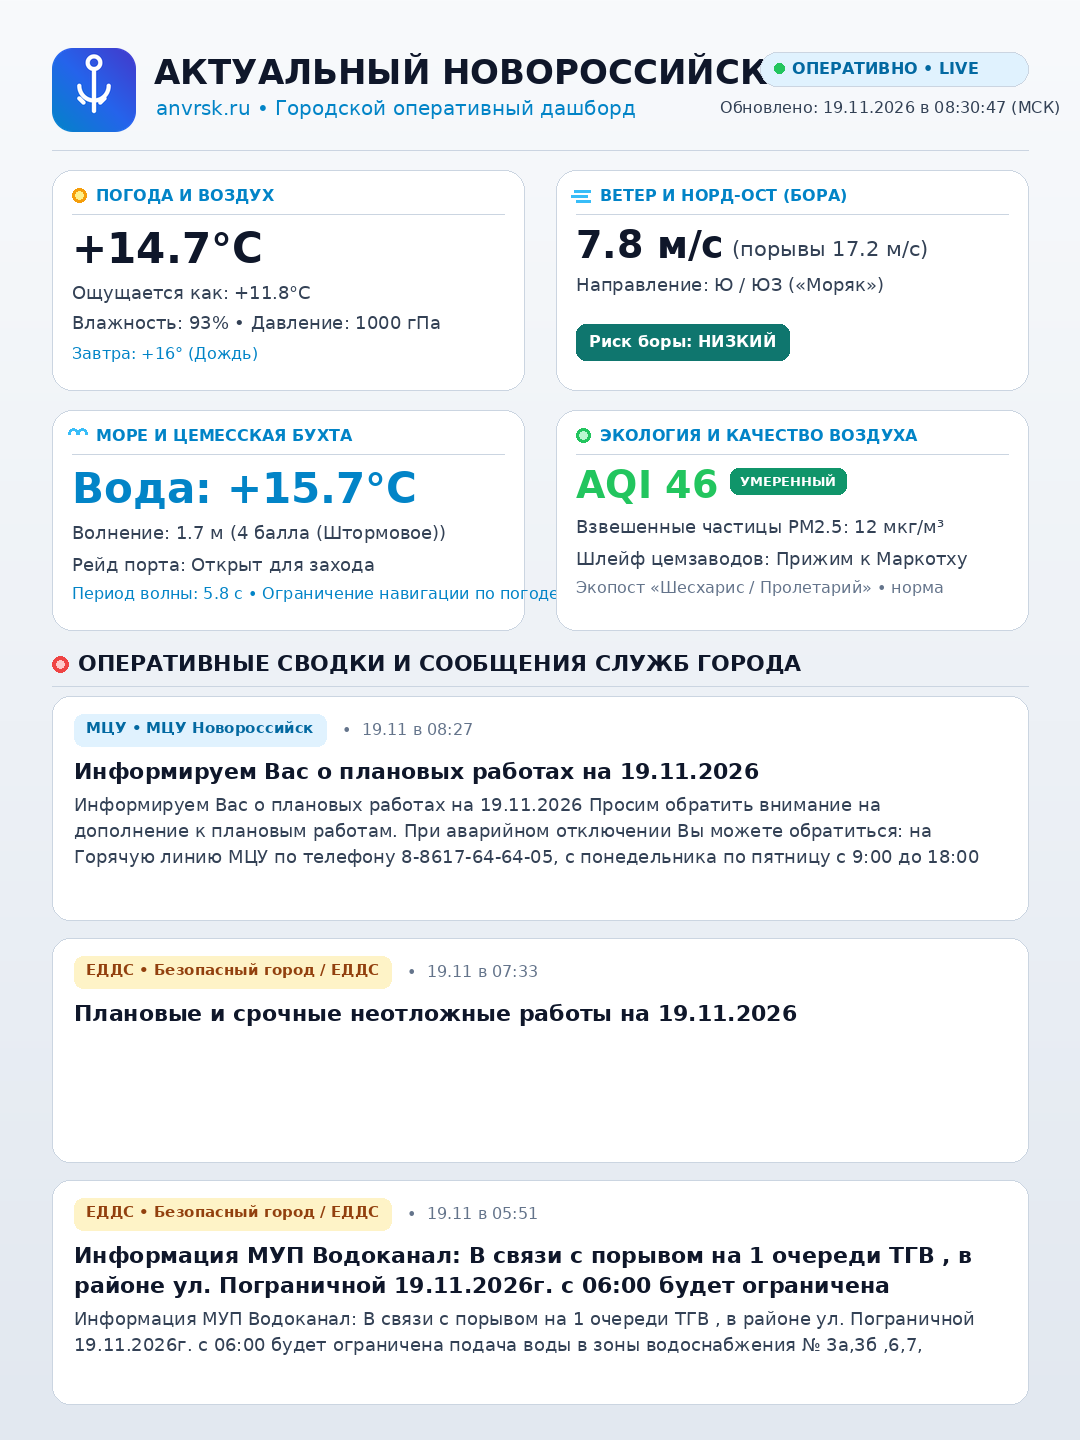 АКТУАЛЬНЫЙ НОВОРОССИЙСК
ОПЕРАТИВНО • LIVE
anvrsk.ru • Городской оперативный дашборд
Обновлено: 19.11.2026 в 08:30:47 (МСК)
ПОГОДА И ВОЗДУХ
+14.7°C
Ощущается как: +11.8°C
Влажность: 93% • Давление: 1000 гПа
Завтра: +16° (Дождь)
ВЕТЕР И НОРД-ОСТ (БОРА)
7.8 м/с (порывы 17.2 м/с)
Направление: Ю / ЮЗ («Моряк»)
Риск боры: НИЗКИЙ
МОРЕ И ЦЕМЕССКАЯ БУХТА
Вода: +15.7°C
Волнение: 1.7 м (4 балла (Штормовое))
Рейд порта: Открыт для захода
Период волны: 5.8 с • Ограничение навигации по погоде
ЭКОЛОГИЯ И КАЧЕСТВО ВОЗДУХА
AQI 46 УМЕРЕННЫЙ
Взвешенные частицы PM2.5: 12 мкг/м³
Шлейф цемзаводов: Прижим к Маркотху
Экопост «Шесхарис / Пролетарий» • норма
ОПЕРАТИВНЫЕ СВОДКИ И СООБЩЕНИЯ СЛУЖБ ГОРОДА
МЦУ • МЦУ Новороссийск • 19.11 в 08:27
Информируем Вас о плановых работах на 19.11.2026
Информируем Вас о плановых работах на 19.11.2026 Просим обратить внимание на
дополнение к плановым работам. При аварийном отключении Вы можете обратиться: на
Горячую линию МЦУ по телефону 8-8617-64-64-05, с понедельника по пятницу с 9:00 до 18:00
ЕДДС • Безопасный город / ЕДДС • 19.11 в 07:33
Плановые и срочные неотложные работы на 19.11.2026
ЕДДС • Безопасный город / ЕДДС • 19.11 в 05:51
Информация МУП Водоканал: В связи с порывом на 1 очереди ТГВ , в
районе ул. Пограничной 19.11.2026г. с 06:00 будет ограничена
Информация МУП Водоканал: В связи с порывом на 1 очереди ТГВ , в районе ул. Пограничной
19.11.2026г. с 06:00 будет ограничена подача воды в зоны водоснабжения № 3а,3б ,6,7,